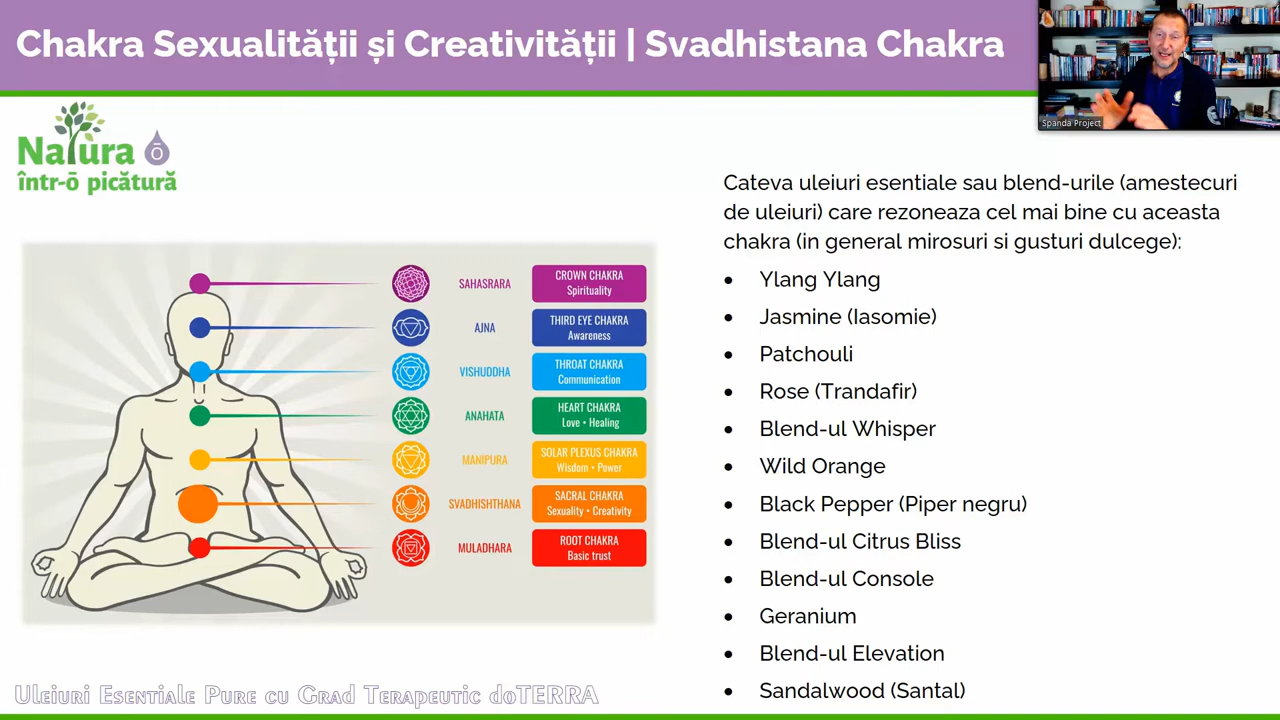 Chakra Sexualității și Creativității | Svadhistana Chakra
Spanda Project
Natura ō
într-ō picătură
Cateva uleiuri esentiale sau blend-urile (amestecuri
de uleiuri) care rezoneaza cel mai bine cu aceasta
chakra (in general mirosuri si gusturi dulcege):
• Ylang Ylang
• Jasmine (Iasomie)
• Patchouli
• Rose (Trandafir)
• Blend-ul Whisper
• Wild Orange
• Black Pepper (Piper negru)
• Blend-ul Citrus Bliss
• Blend-ul Console
• Geranium
• Blend-ul Elevation
• Sandalwood (Santal)
SAHASRARA
CROWN CHAKRA
Spirituality
AJNA
THIRD EYE CHAKRA
Awareness
VISHUDDHA
THROAT CHAKRA
Communication
ANAHATA
HEART CHAKRA
Love • Healing
MANIPURA
SOLAR PLEXUS CHAKRA
Wisdom • Power
SVADHISHTHANA
SACRAL CHAKRA
Sexuality • Creativity
MULADHARA
ROOT CHAKRA
Basic trust
Uleiuri Esentiale Pure cu Grad Terapeutic doTERRA